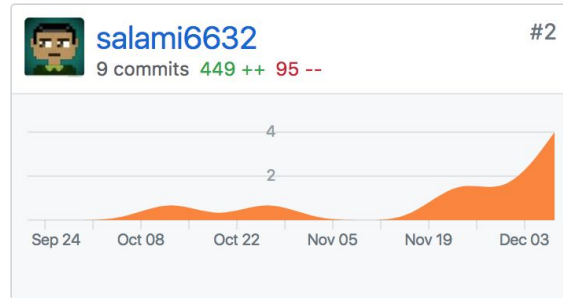 salami6632
#2
9 commits 449 ++ 95 --
4
2
Sep 24 Oct 08 Oct 22 Nov 05 Nov 19 Dec 03